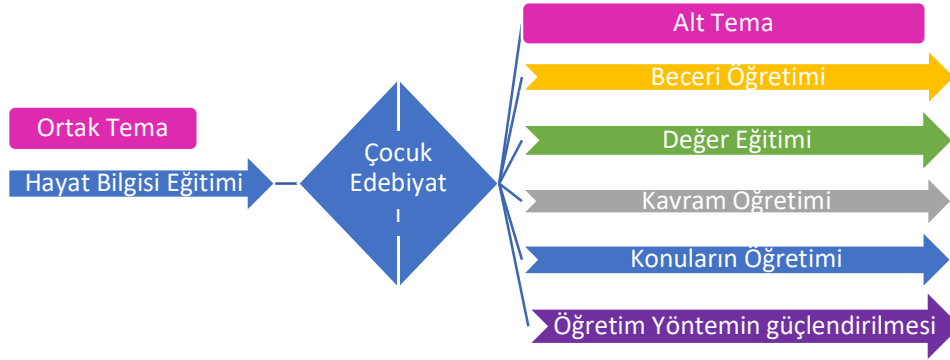 Ortak Tema
Hayat Bilgisi Eğitimi
Çocuk
Edebiyat
ı
Alt Tema
Beceri Öğretimi
Değer Eğitimi
Kavram Öğretimi
Konuların Öğretimi
Öğretim Yöntemin güçlendirilmesi